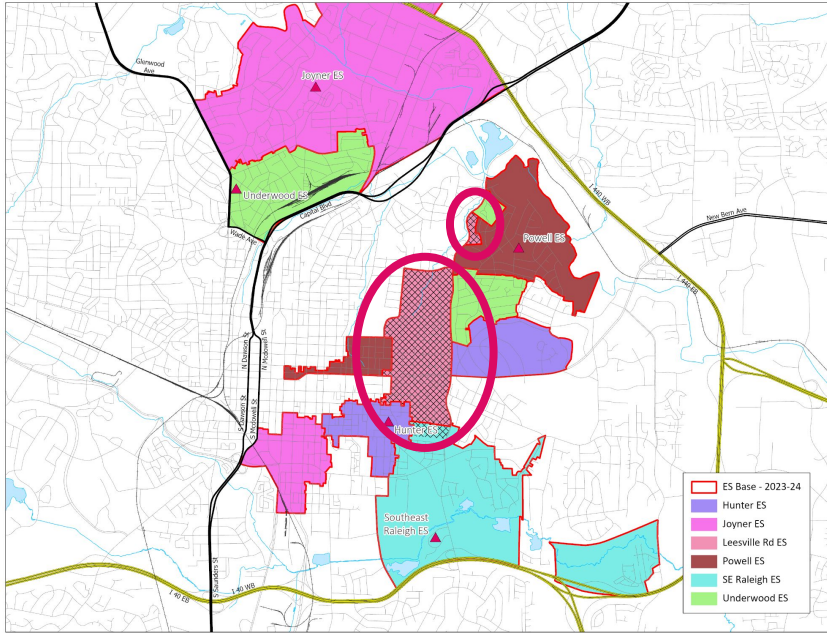 Glenwood
Ave
Joyner ES
Underwood ES
Capital Blvd
Wade Ave
I 440 WB
New Bern Ave
Powell ES
I 440 EB
N Dawson St
N Mcdowell St
S Dawson St
S Mcdowell St
Hunter ES
Southeast
Raleigh ES
S Saunders St
I 40 EB
I 40 WB
ES Base - 2023-24
Hunter ES
Joyner ES
Leesville Rd ES
Powell ES
SE Raleigh ES
Underwood ES